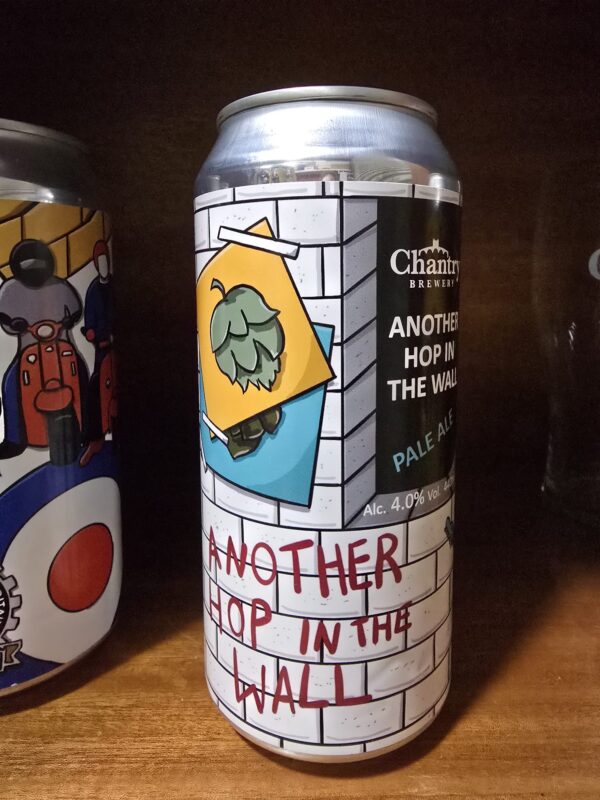 Chantry
BREWERY
ANOTHER
HOP IN
THE WALL
PALE ALE
Alc. 4.0% Vol
ANOTHER
HOP IN THE
WALL